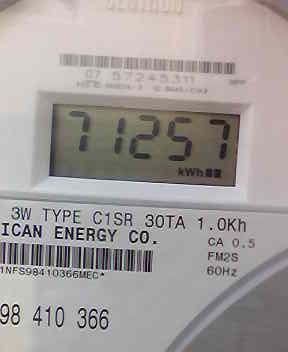 CENTRON
07 57245311
71257
kWh
3W TYPE C1SR 30TA 1.0Kh
ICAN ENERGY CO.
CA 0.5
FM2S
60Hz
1NFS98410366MEC*
98 410 366